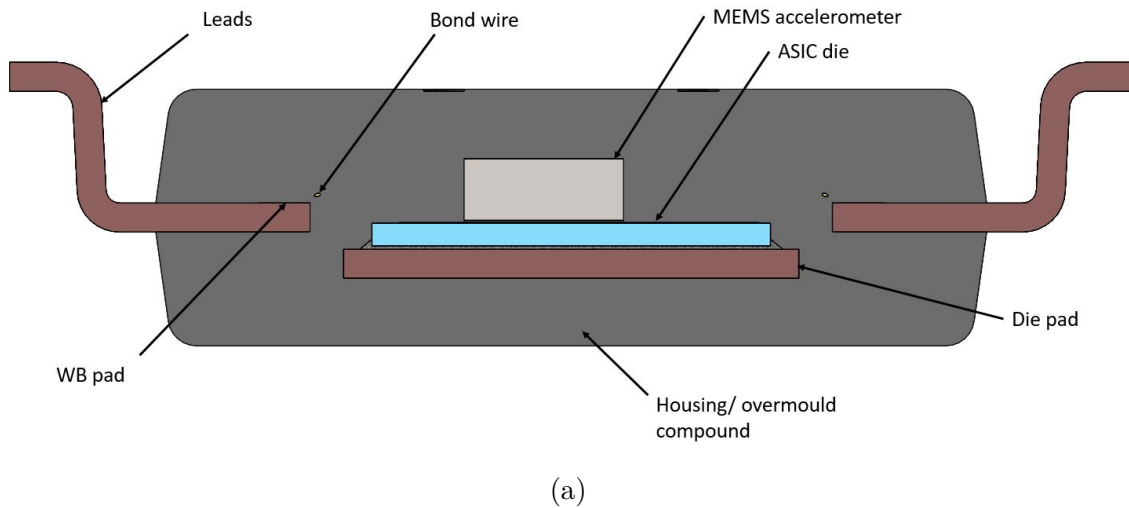 Leads
Bond wire
MEMS accelerometer
ASIC die
Die pad
WB pad
Housing/ overmould
compound
(a)